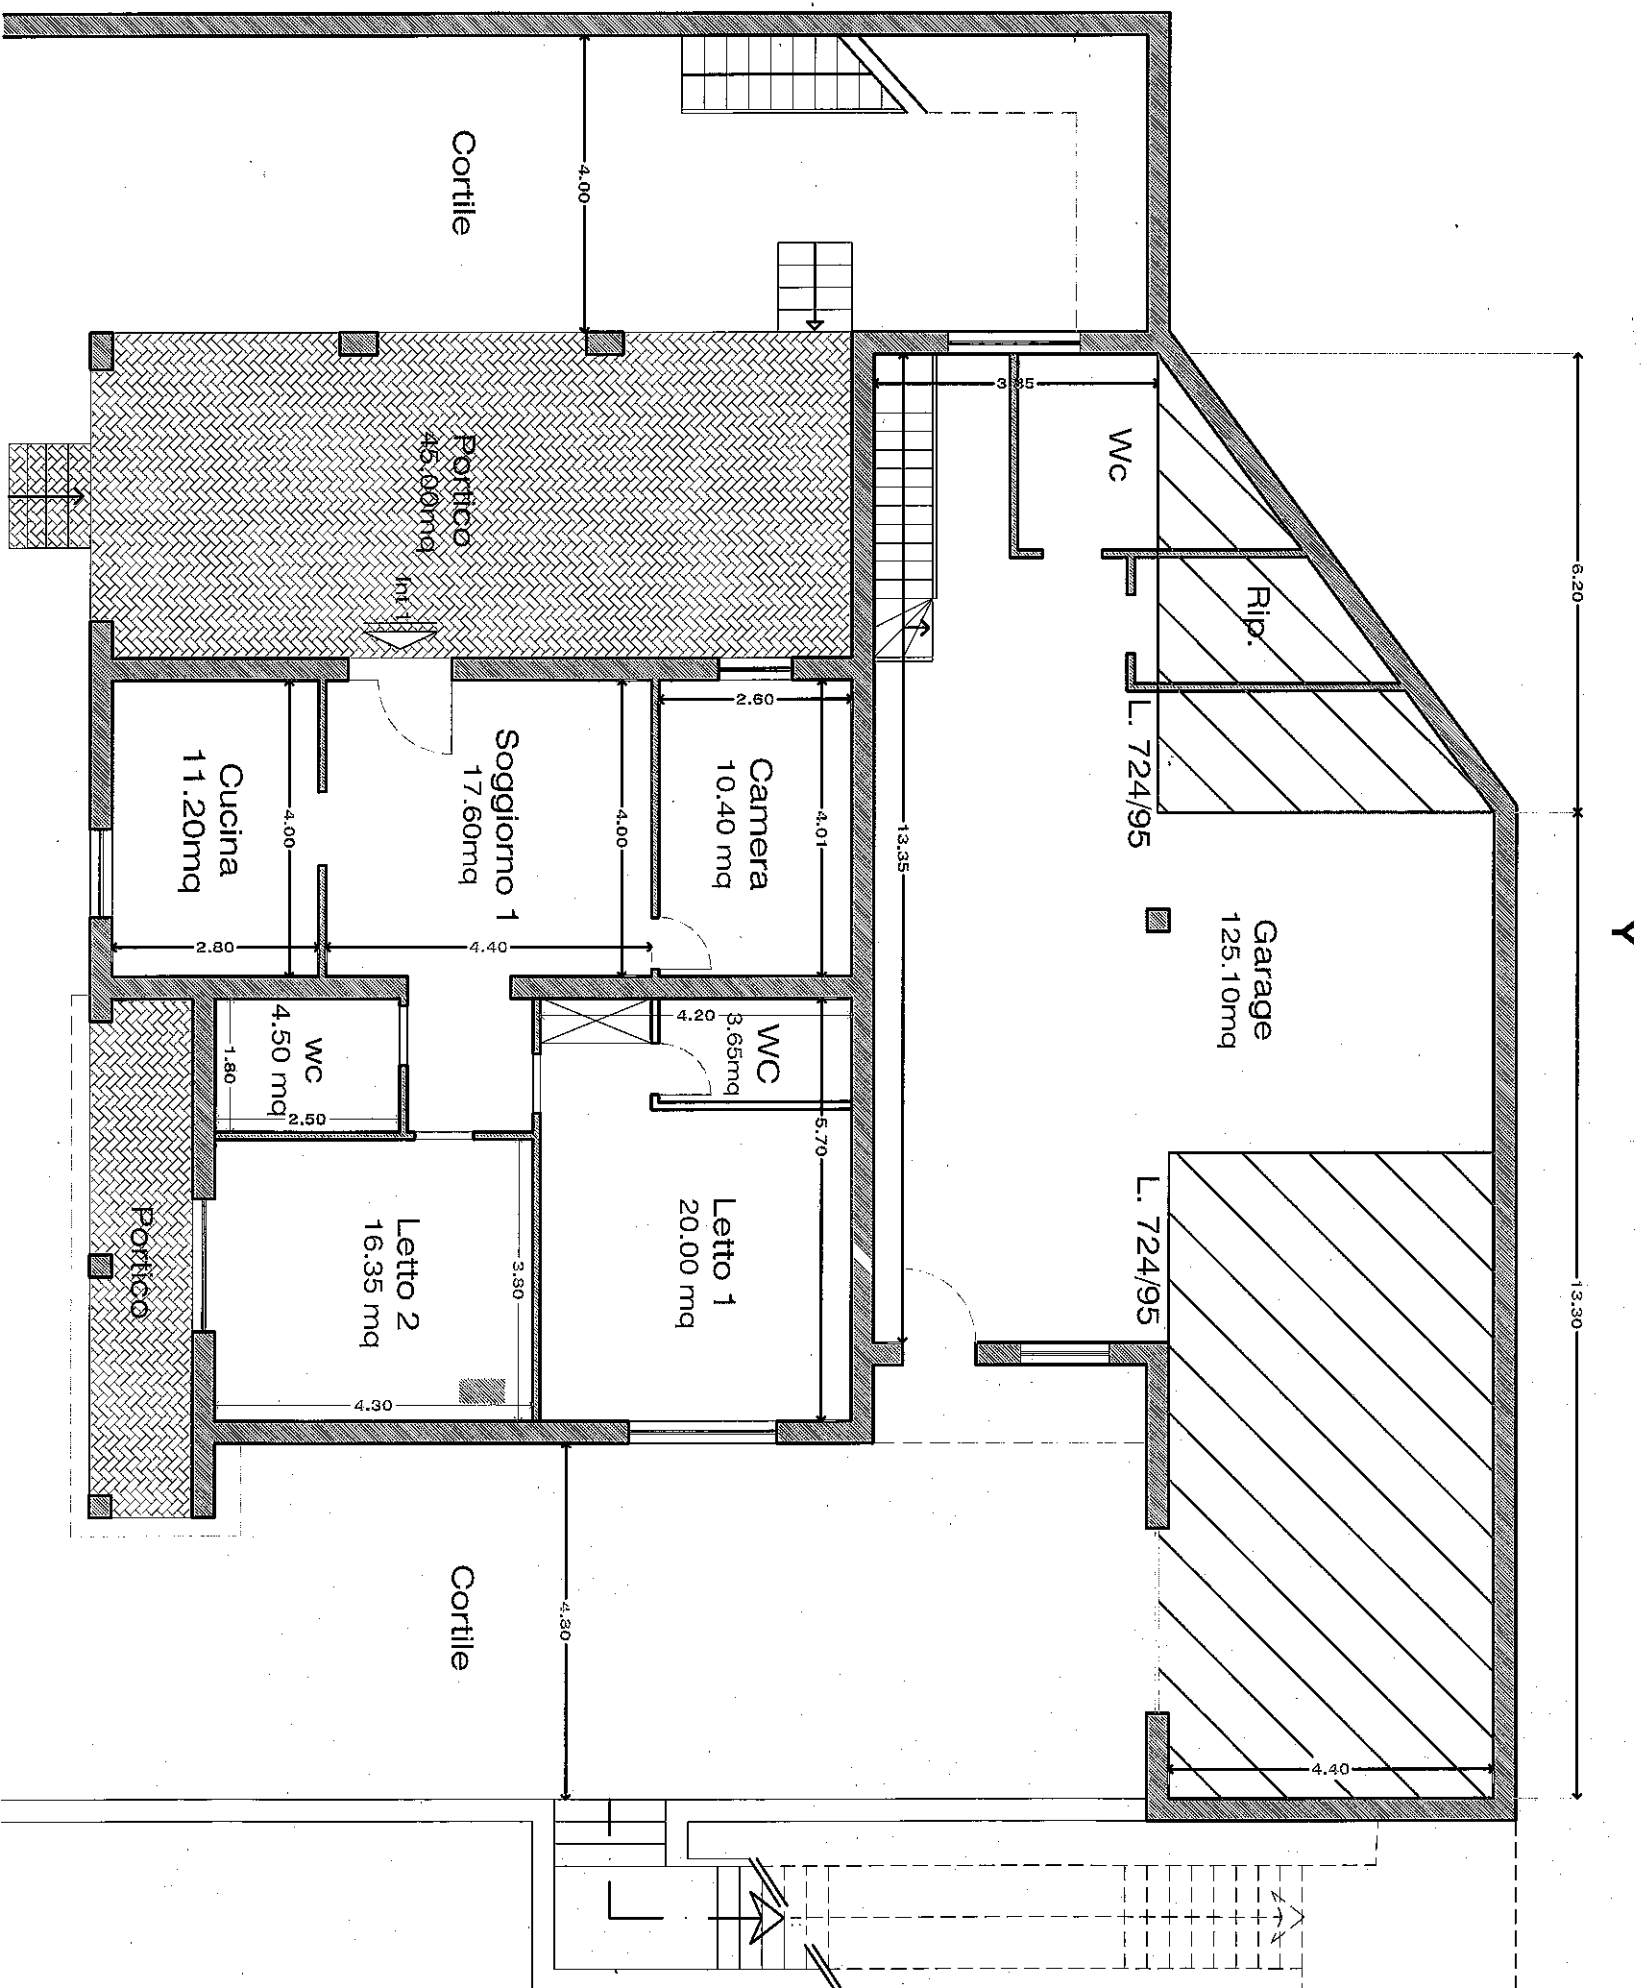 Y
6.20
13.30
Wc
Rip.
3.85
L. 724/95
Garage
125.10mq
L. 724/95
4.40
13.35
Cortile
4.00
Portico
45.00mq
Int. 1
Camera
10.40 mq
2.60
4.01
Soggiorno 1
17.60mq
4.00
4.40
Cucina
11.20mq
4.00
2.80
WC
3.65mq
4.20
5.70
wc
4.50 mq
1.80
2.50
Letto 1
20.00 mq
Letto 2
16.35 mq
3.80
4.30
Portico
Cortile
4.80